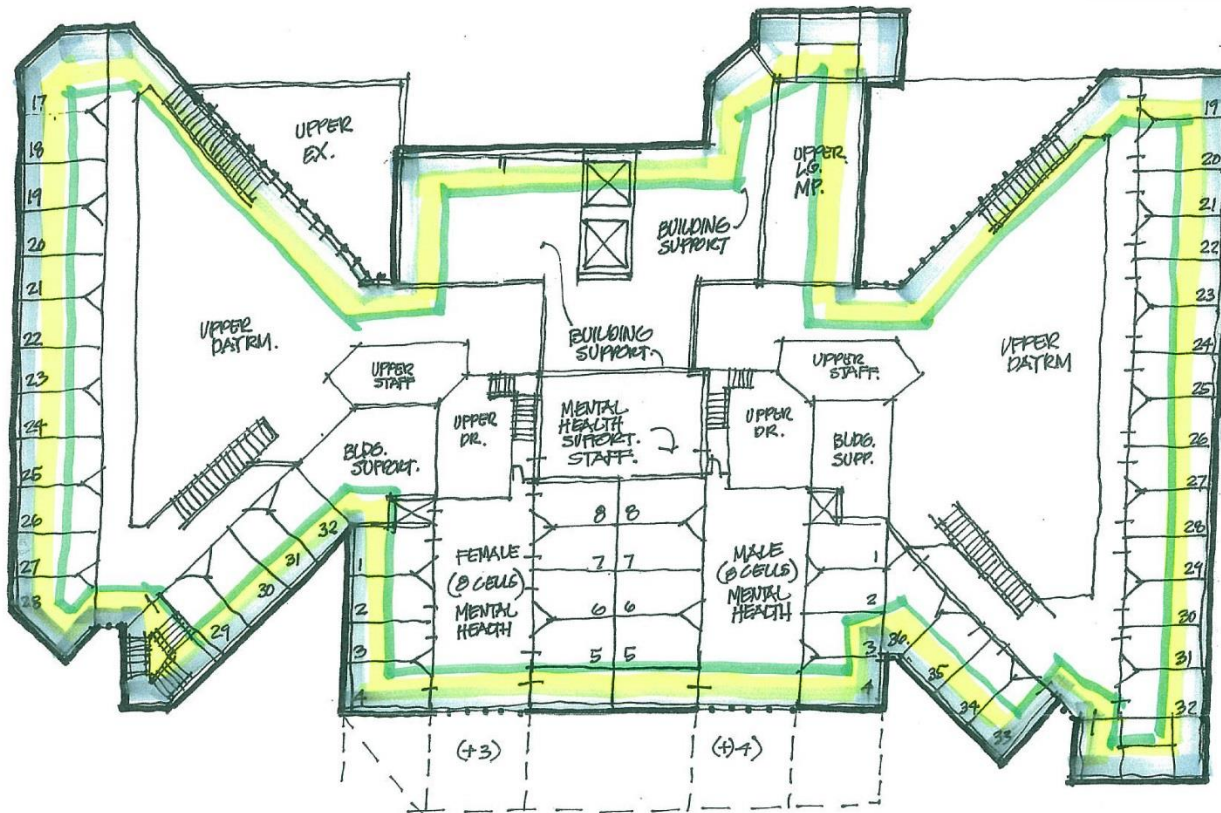 17
18
19
20
21
22
23
24
25
26
27
28
29
30
31
32
UPPER
EX.
UPPER
DAYRM.
UPPER
STAFF
BLDG.
SUPPORT.
UPPER
DR.
BUILDING
SUPPORT
BUILDING
SUPPORT.
UPPER
LG.
MP.
MENTAL
HEALTH
SUPPORT.
STAFF.
UPPER
DR.
UPPER
STAFF.
BLDG.
SUPP.
UPPER
DAYRM
1
2
3
4
FEMALE
(8 CELLS)
MENTAL
HEALTH
8 8
7 7
6 6
5 5
MALE
(8 CELLS)
MENTAL
HEALTH
1
2
3
4
(+3)
(+4)
19
20
21
22
23
24
25
26
27
28
29
30
31
32
33
34
35
36